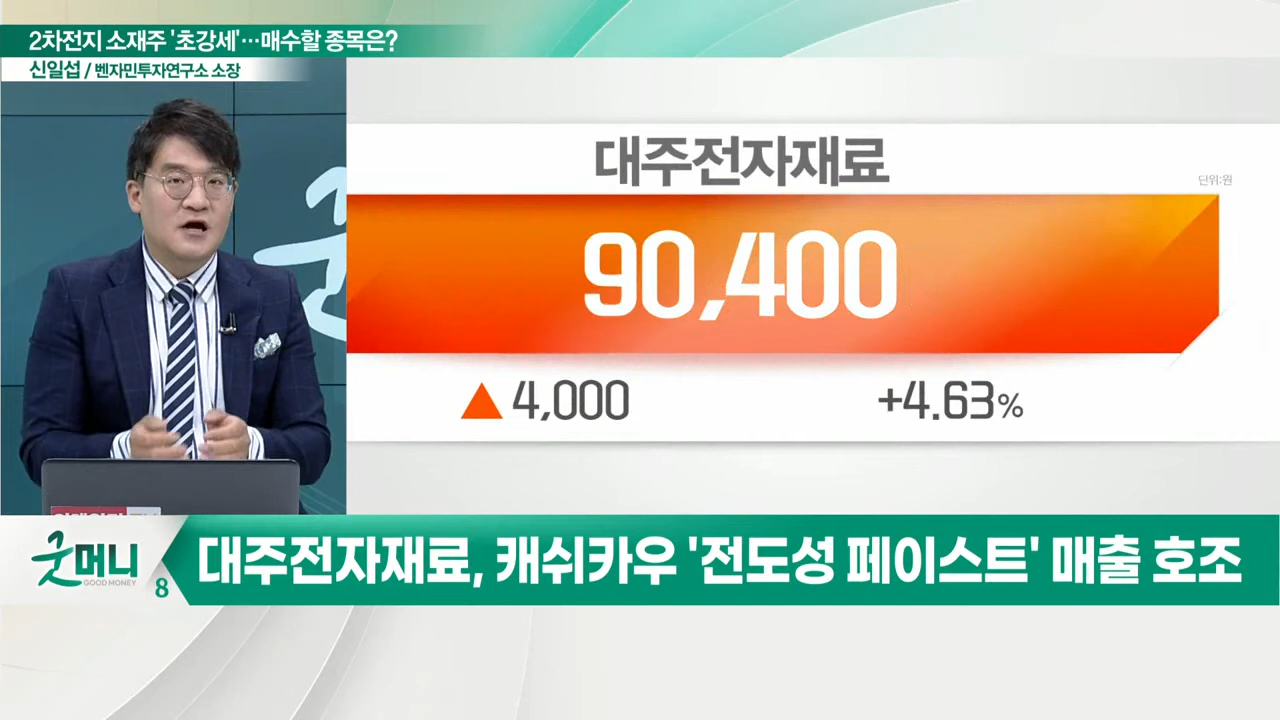 2차전지 소재주 '초강세'…매수할 종목은?
신일섭 / 벤자민투자연구소 소장
대주전자재료
단위:원
90,400
▲ 4,000 +4.63%
굿머니
GOOD MONEY
8
대주전자재료, 캐쉬카우 '전도성 페이스트' 매출 호조